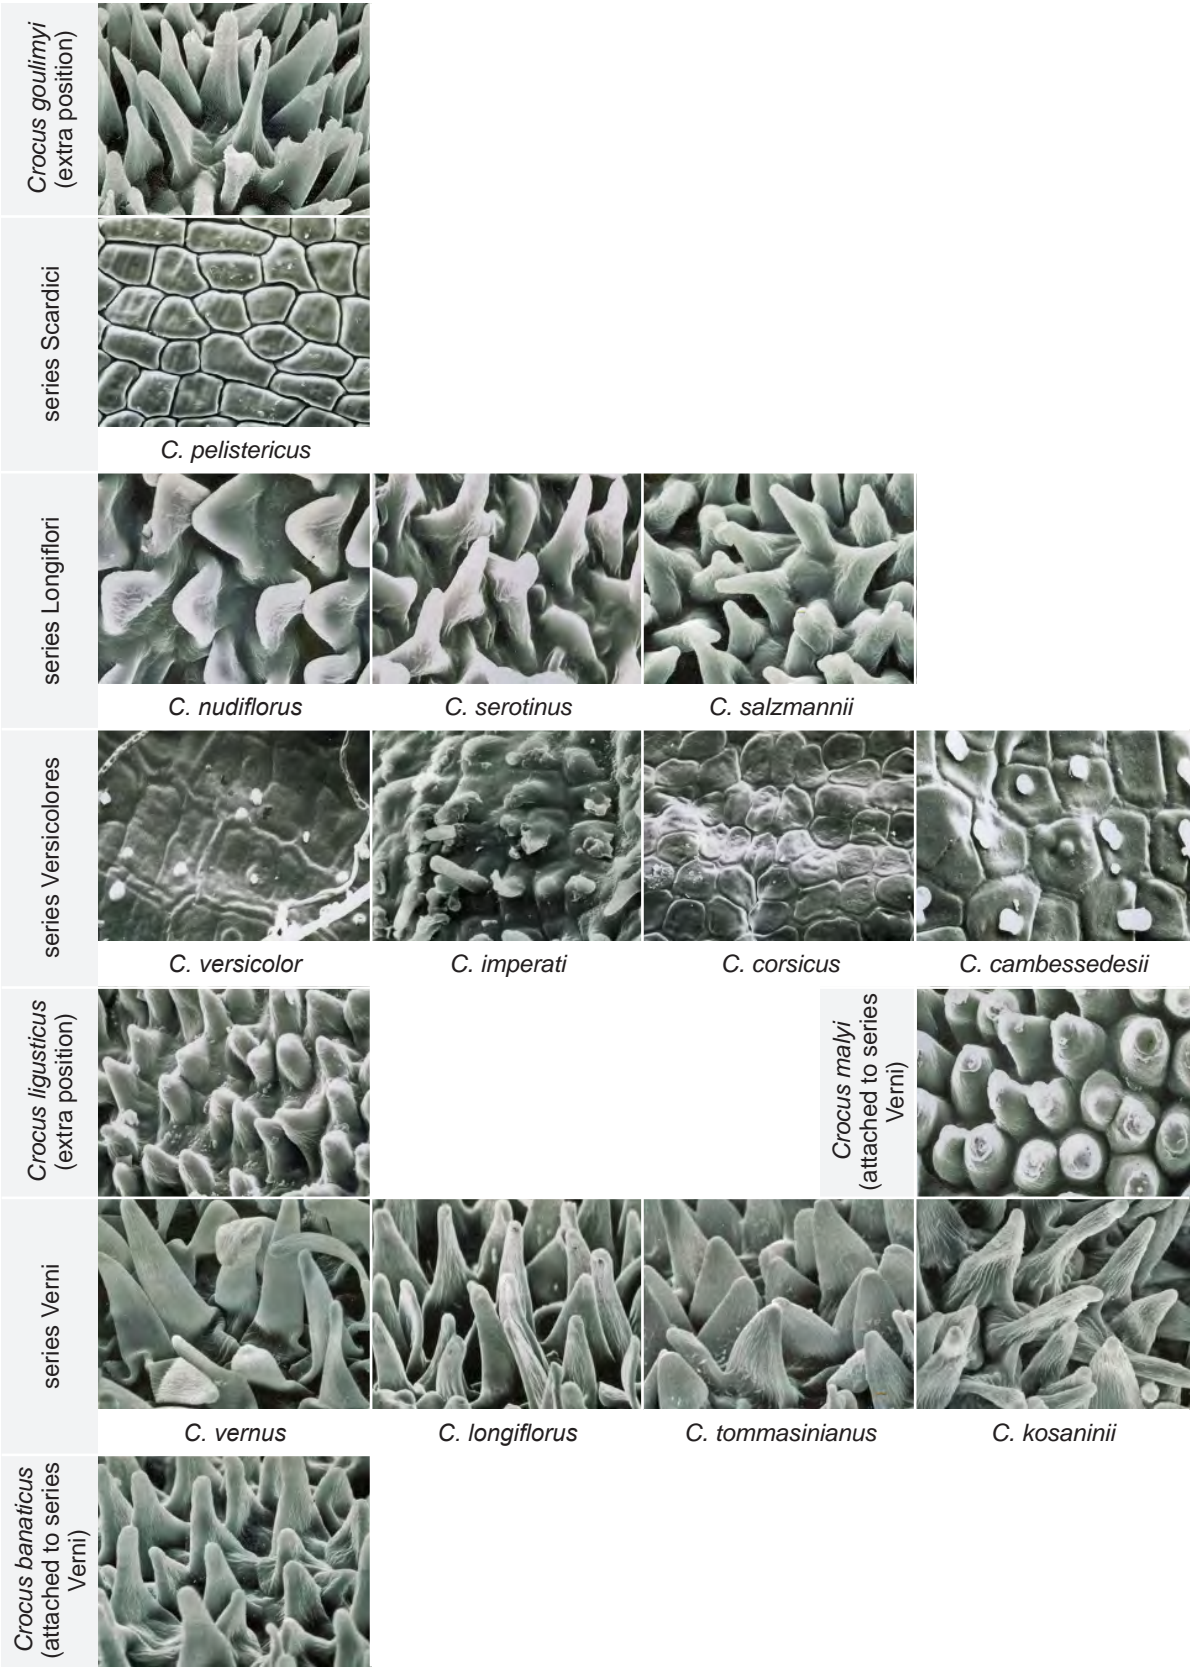 Crocus goulimyi
(extra position)
series Scardici
C. pelistericus
series Longiflori
C. nudiflorus
C. serotinus
C. salzmannii
series Versicolores
C. versicolor
C. imperati
C. corsicus
C. cambessedesii
Crocus ligusticus
(extra position)
Crocus malyi
(attached to series
Verni)
series Verni
C. vernus
C. longiflorus
C. tommasinianus
C. kosaninii
Crocus banaticus
(attached to series
Verni)